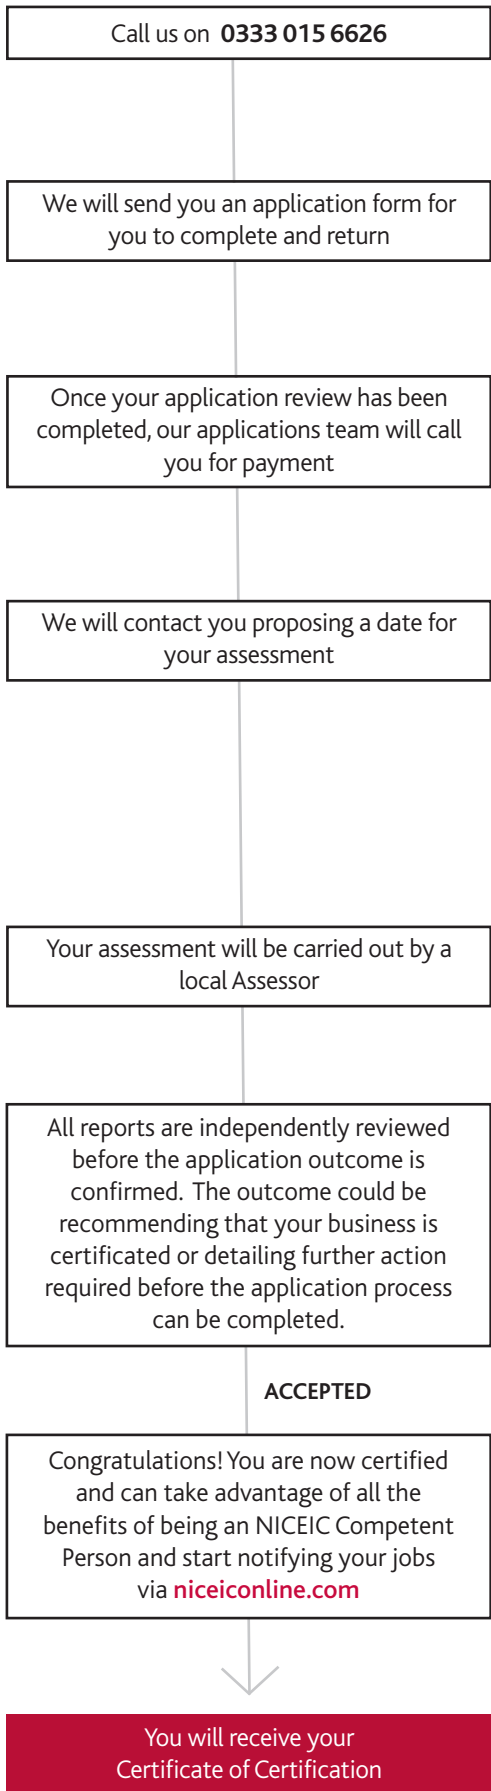 Call us on 0333 015 6626
We will send you an application form for
you to complete and return
Once your application review has been
completed, our applications team will call
you for payment
We will contact you proposing a date for
your assessment
Your assessment will be carried out by a
local Assessor
All reports are independently reviewed
before the application outcome is
confirmed. The outcome could be
recommending that your business is
certificated or detailing further action
required before the application process
can be completed.
ACCEPTED
Congratulations! You are now certified
and can take advantage of all the
benefits of being an NICEIC Competent
Person and start notifying your jobs
via niceiconline.com
You will receive your
Certificate of Certification